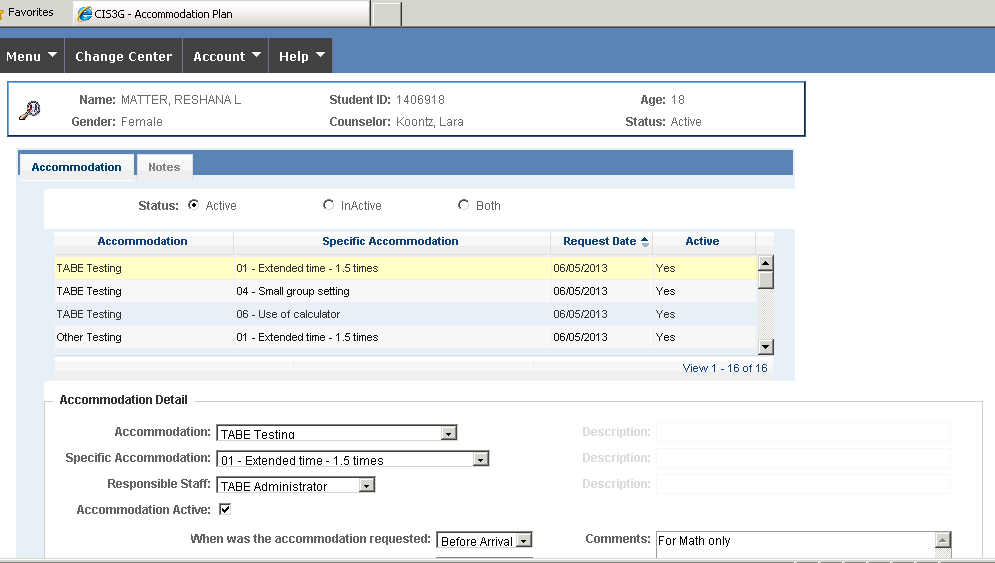 Favorites CIS3G - Accommodation Plan
Menu Change Center Account Help
Name: MATTER, RESHANA L Student ID: 1406918 Age: 18
Gender: Female Counselor: Koontz, Lara Status: Active
Accommodation Notes
Status: Active InActive Both
Accommodation Specific Accommodation Request Date Active
TABE Testing 01 - Extended time - 1.5 times 06/05/2013 Yes
TABE Testing 04 - Small group setting 06/05/2013 Yes
TABE Testing 06 - Use of calculator 06/05/2013 Yes
Other Testing 01 - Extended time - 1.5 times 06/05/2013 Yes
View 1 - 16 of 16
Accommodation Detail
Accommodation: TABE Testing Description:
Specific Accommodation: 01 - Extended time - 1.5 times Description:
Responsible Staff: TABE Administrator Description:
Accommodation Active:
When was the accommodation requested: Before Arrival Comments: For Math only